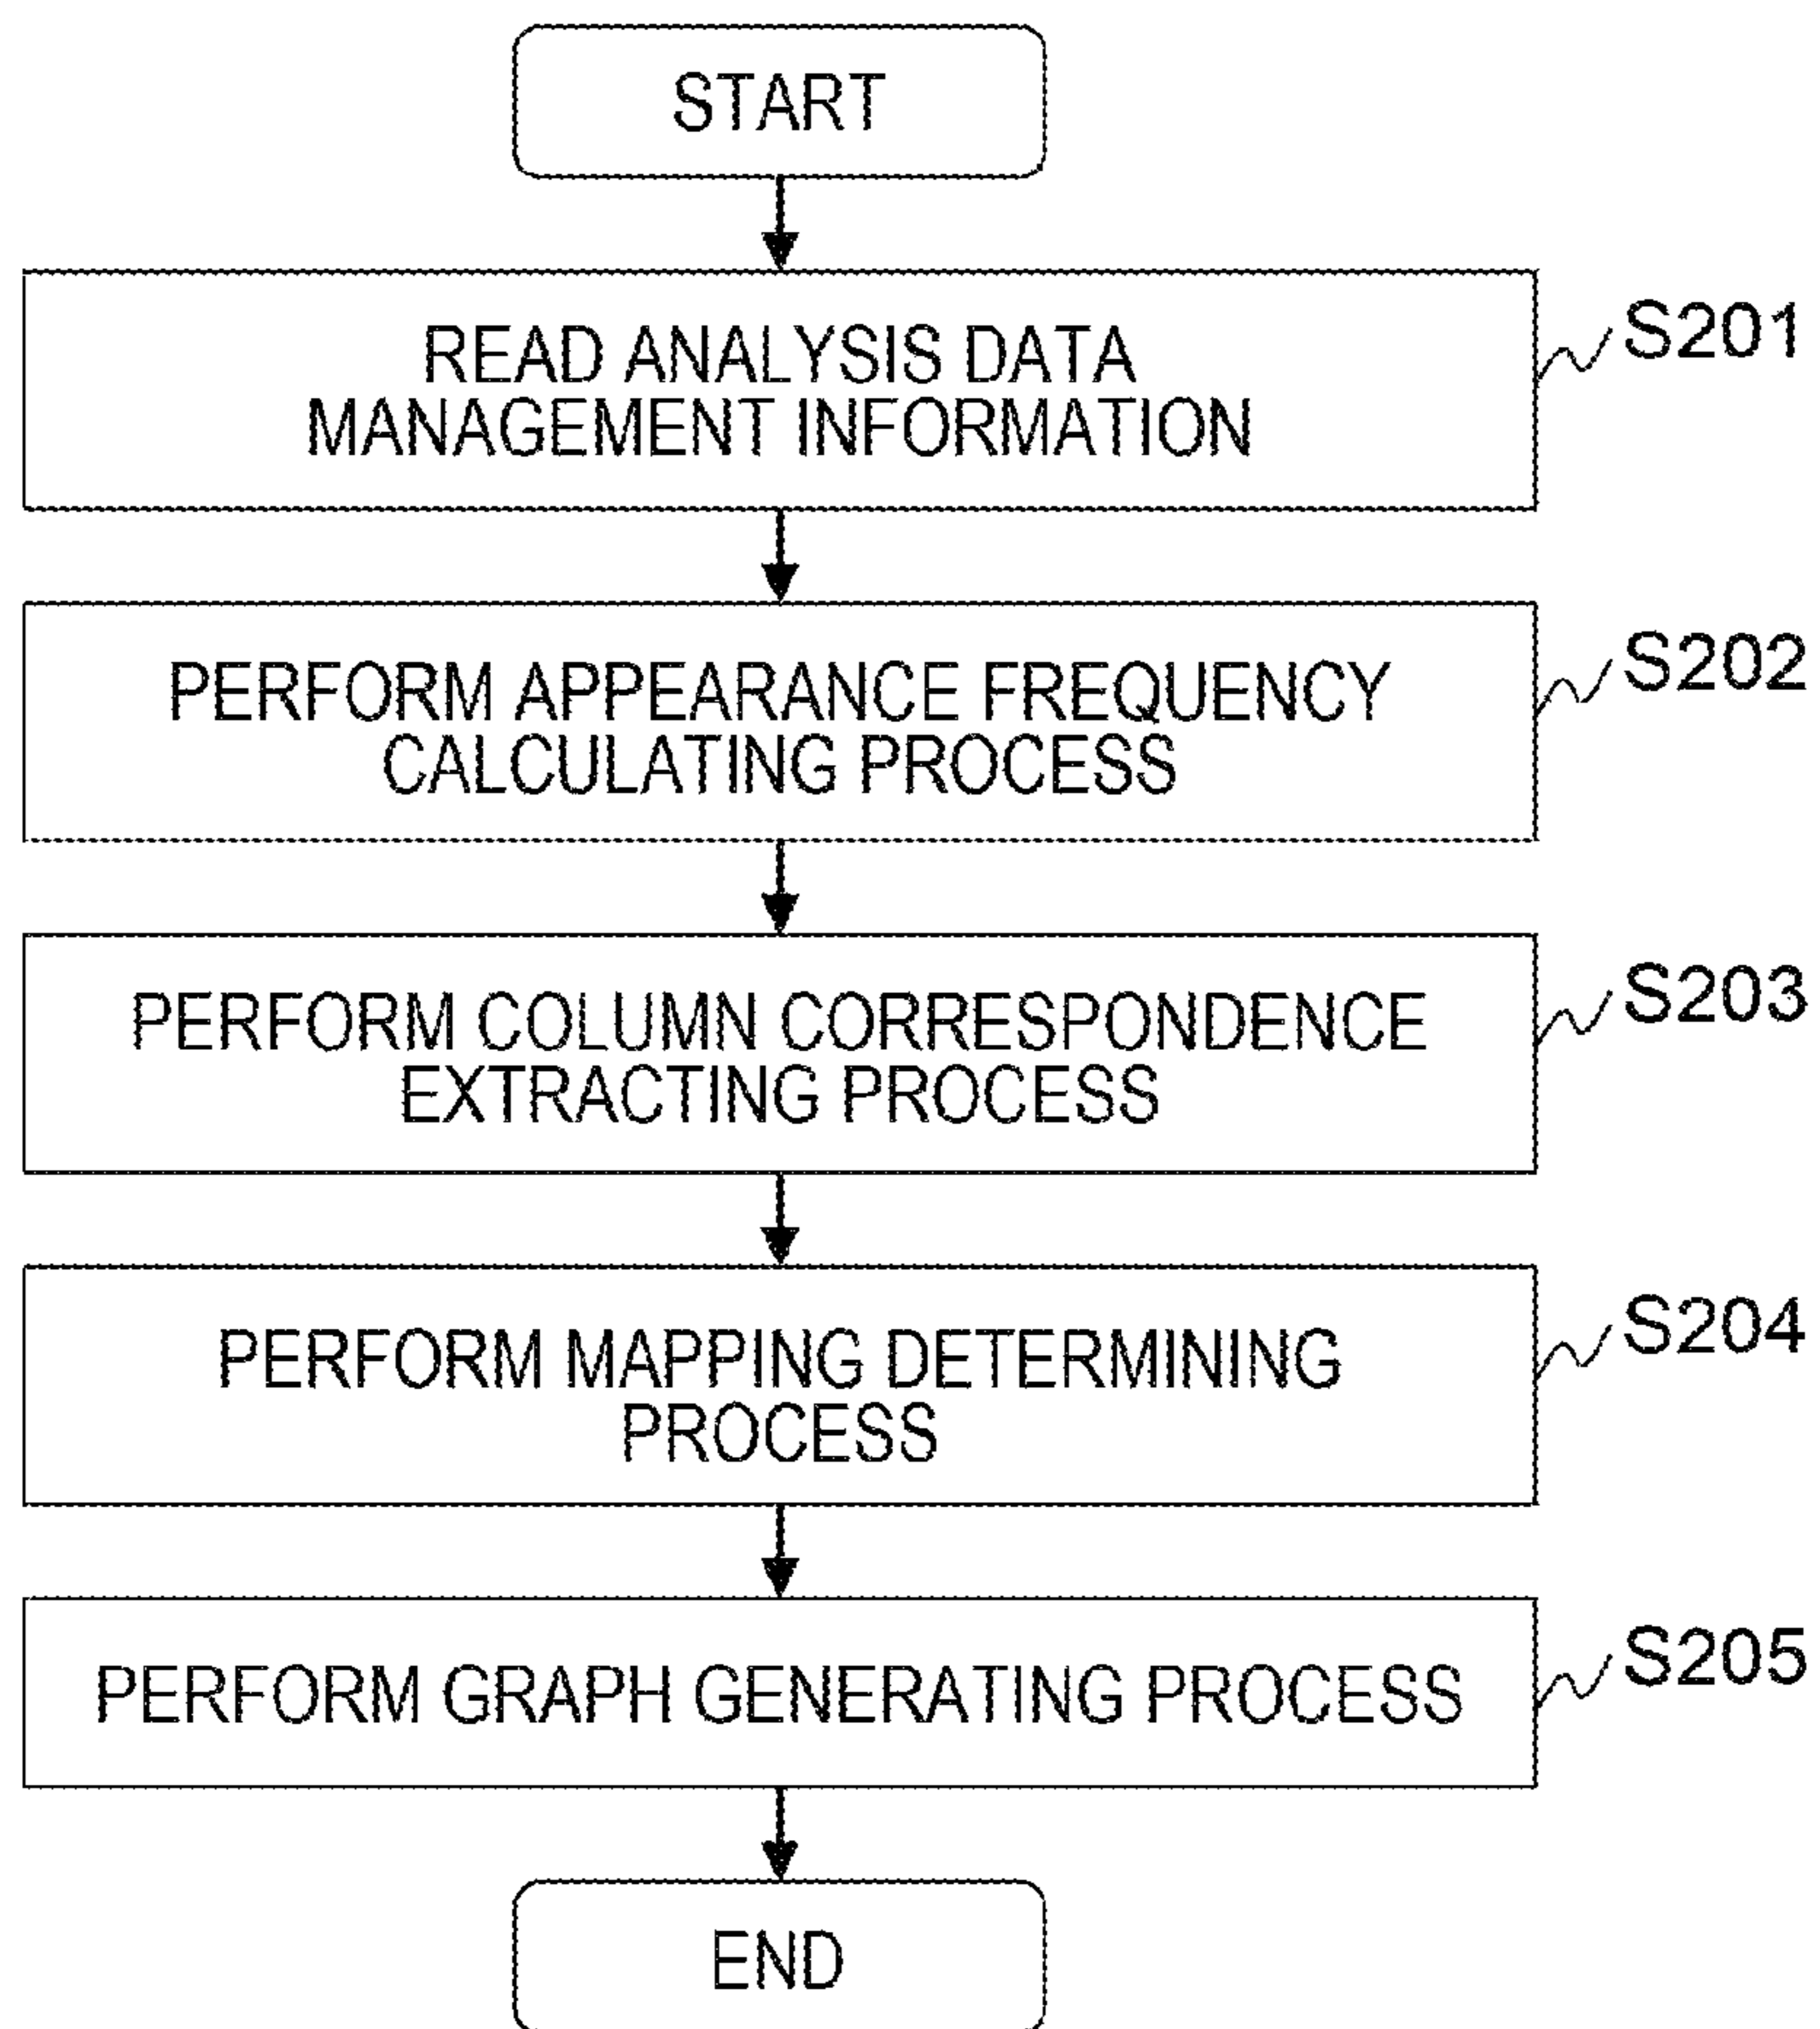 START
READ ANALYSIS DATA
MANAGEMENT INFORMATION
S201
PERFORM APPEARANCE FREQUENCY
CALCULATING PROCESS
S202
PERFORM COLUMN CORRESPONDENCE
EXTRACTING PROCESS
S203
PERFORM MAPPING DETERMINING
PROCESS
S204
PERFORM GRAPH GENERATING PROCESS
S205
END